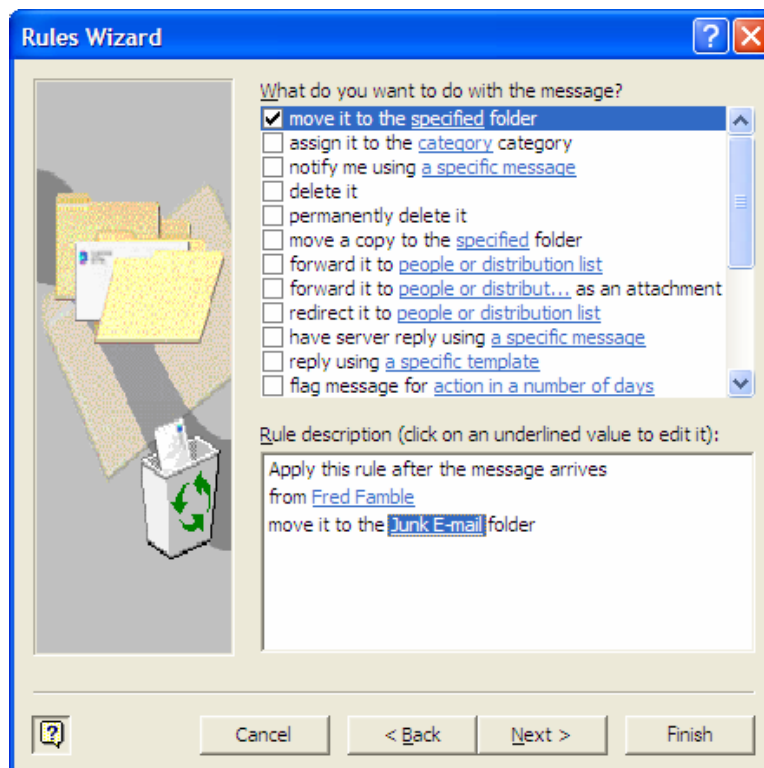 Rules Wizard
What do you want to do with the message?
move it to the specified folder
assign it to the category category
notify me using a specific message
delete it
permanently delete it
move a copy to the specified folder
forward it to people or distribution list
forward it to people or distribut... as an attachment
redirect it to people or distribution list
have server reply using a specific message
reply using a specific template
flag message for action in a number of days
Rule description (click on an underlined value to edit it):
Apply this rule after the message arrives
from Fred Famble
move it to the Junk E-mail folder
Cancel < Back Next > Finish